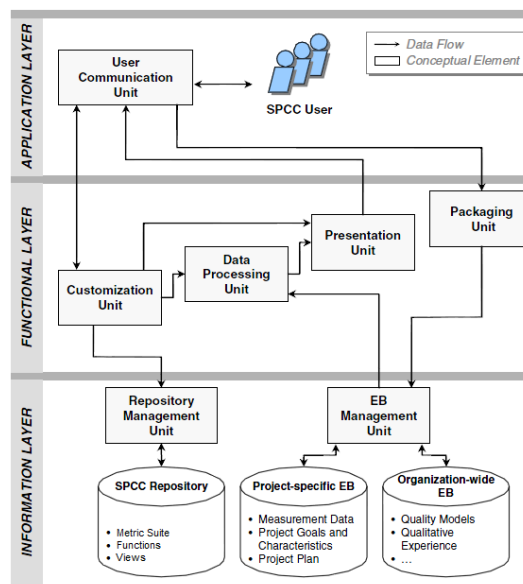 APPLICATION LAYER
User
Communication
Unit
SPCC User
Data Flow
Conceptual Element
FUNCTIONAL LAYER
Customization
Unit
Data
Processing
Unit
Presentation
Unit
Packaging
Unit
INFORMATION LAYER
Repository
Management
Unit
EB
Management
Unit
SPCC Repository
• Metric Suite
• Functions
• Views
Project-specific EB
• Measurement Data
• Project Goals and
Characteristics
• Project Plan
Organization-wide
EB
• Quality Models
• Qualitative
Experience
• ...